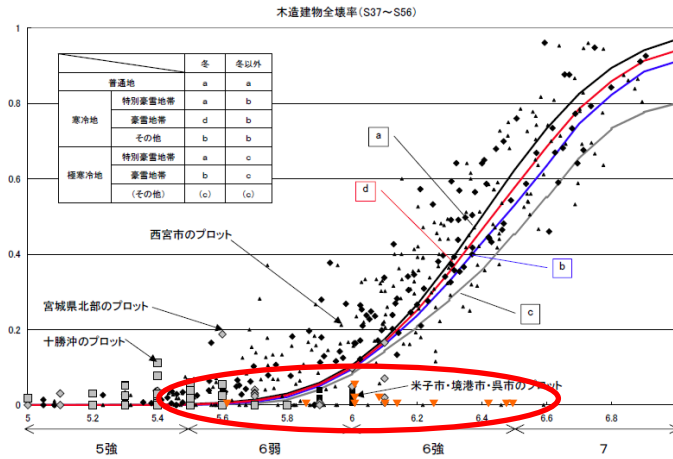 木造建物全壊率(S37～S56)
1
0.8
0.6
0.4
0.2
0
冬 冬以外
普通地 a a
寒冷地 特別豪雪地帯 a b
豪雪地帯 d b
その他 b b
極寒冷地 特別豪雪地帯 a c
豪雪地帯 b c
(その他) (c) (c)
a
d
b
c
西宮市のプロット
宮城県北部のプロット
十勝沖のプロット
米子市・境港市・呉市のプロット
5 5.2 5.4 5.6 5.8 6 6.2 6.4 6.6 6.8
5強 6弱 6強 7